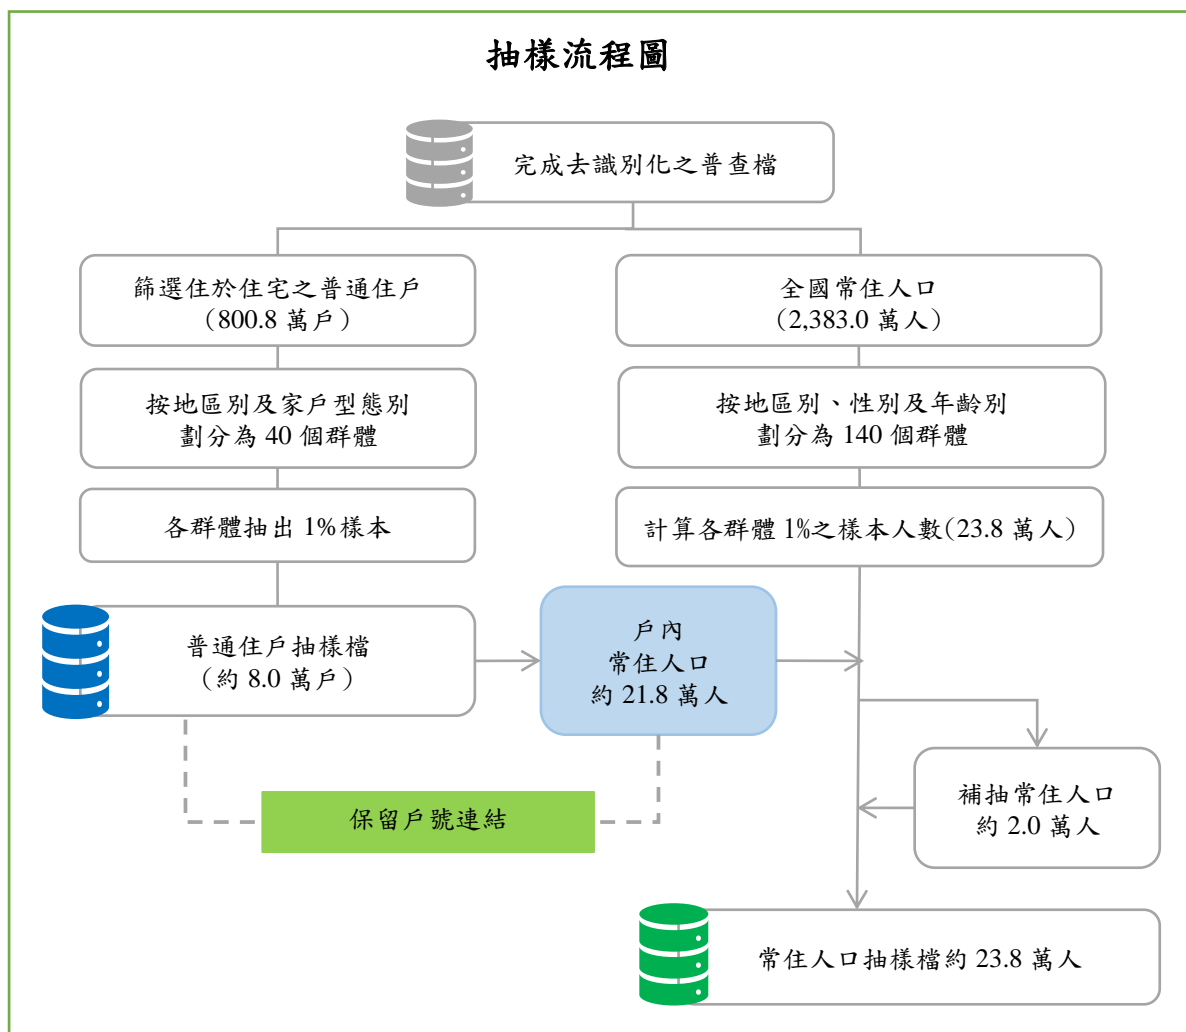 抽樣流程圖
完成去識別化之普查檔
篩選住於住宅之普通住戶
（800.8 萬戶）
全國常住人口
（2,383.0 萬人）
按地區別及家戶型態別
劃分為 40 個群體
按地區別、性別及年齡別
劃分為 140 個群體
各群體抽出 1%樣本
計算各群體 1%之樣本人數(23.8 萬人)
普通住戶抽樣檔
（約 8.0 萬戶）
戶內
常住人口
約 21.8 萬人
保留戶號連結
補抽常住人口
約 2.0 萬人
常住人口抽樣檔約 23.8 萬人